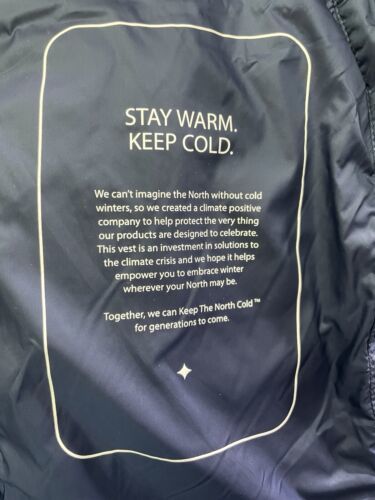 STAY WARM.
KEEP COLD.
We can't imagine the North without cold
winters, so we created a climate positive
company to help protect the very thing
our products are designed to celebrate.
This vest is an investment in solutions to
the climate crisis and we hope it helps
empower you to embrace winter
wherever your North may be.
Together, we can Keep The North Cold™
for generations to come.